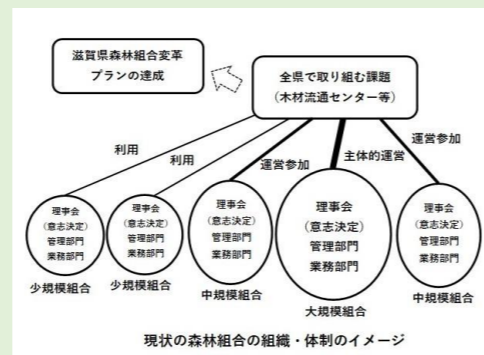 滋賀県森林組合変革
プランの達成
全県で取り組む課題
(木材流通センター等)
利用
利用
運営参加
主体的運営
運営参加
理事会
(意志決定)
管理部門
業務部門
少規模組合
理事会
(意志決定)
管理部門
業務部門
少規模組合
理事会
(意志決定)
管理部門
業務部門
中規模組合
理事会
(意志決定)
管理部門
業務部門
大規模組合
理事会
(意志決定)
管理部門
業務部門
中規模組合
現状の森林組合の組織・体制のイメージ